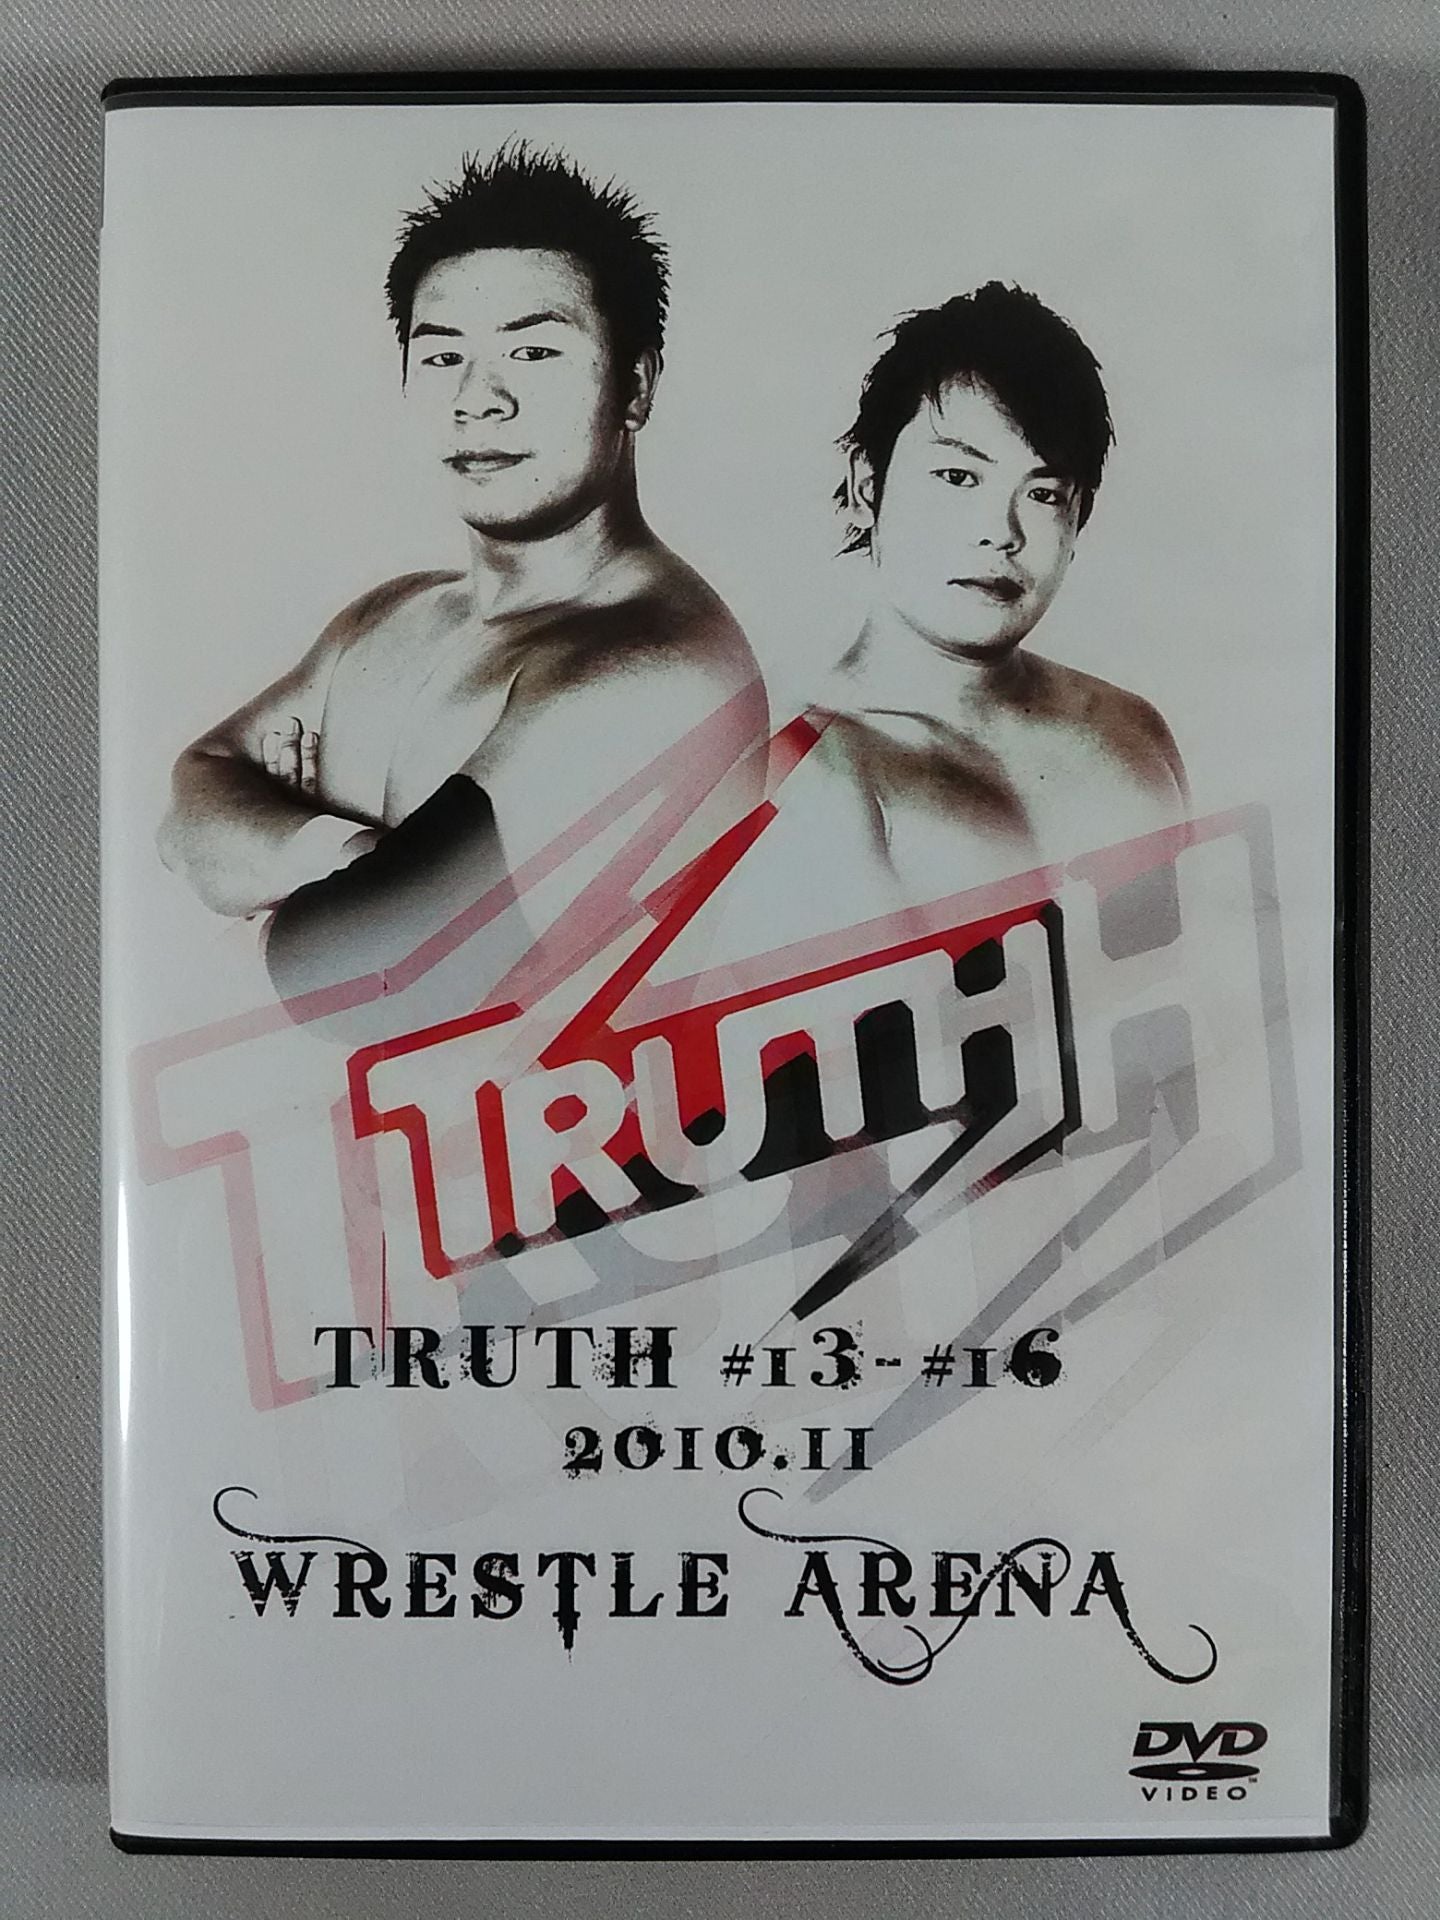 TRUTH
TRUTH #13-#16
2010.11
WRESTLE ARENA
DVD
VIDEO